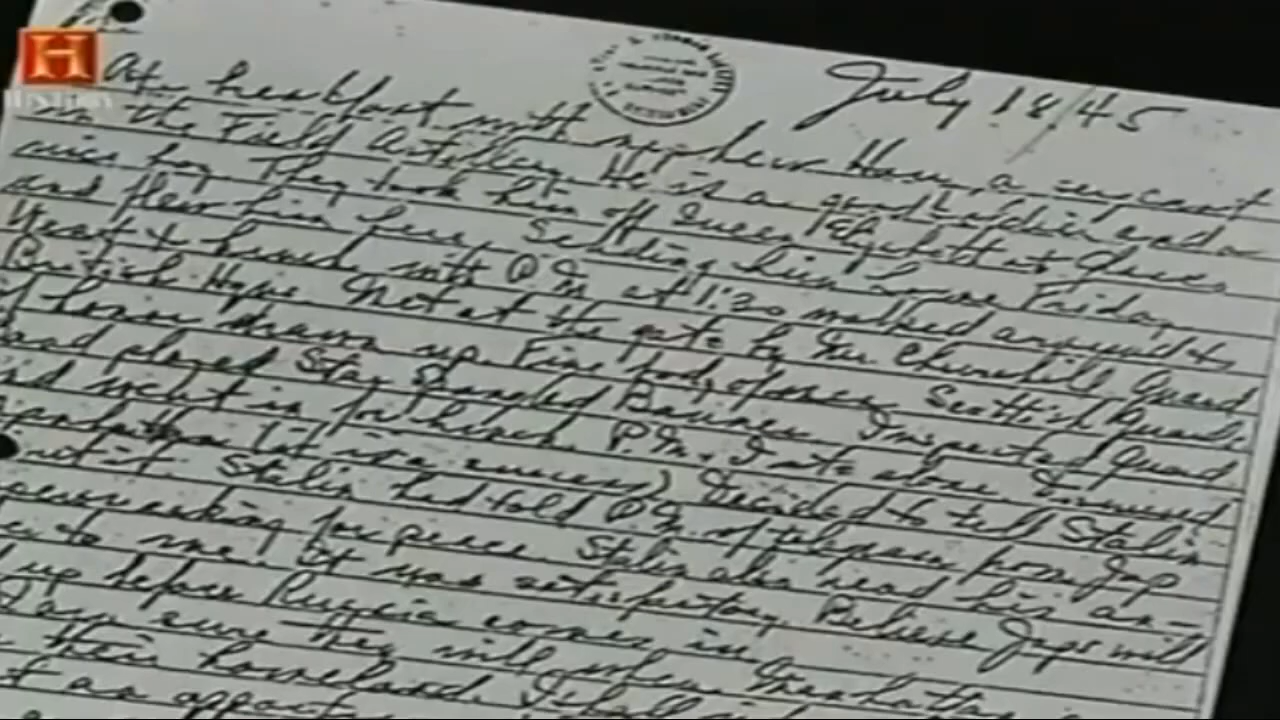 H
HISTORY
July 18/45
Ate breakfast with nephew Harry, a sergeant
in the Field Artillery. He is a good soldier and a
nice boy. They took him off Queen Elizabeth at Glasco
and flew him here. Sending him home Friday.
Went to lunch with P.M. at 1:30 walked around to
British Hqrs. Met at the gate by Mr. Churchill. Guard
of honor drawn up. Fine body of men Scottish Guards.
Band played Star Spangled Banner. Inspected Guard
and went in for lunch. P.M. & I ate alone. Discussed
Manhattan (it is a success). Decided to tell Stalin
out it. Stalin had told P.M. of telegram from Jap
asking for peace. Stalin also read his an-
to me. It was satisfactory. Believe Japs will
up before Russia comes in.
I am sure they will when Manhattan
their homeland. I shall
at an opportune